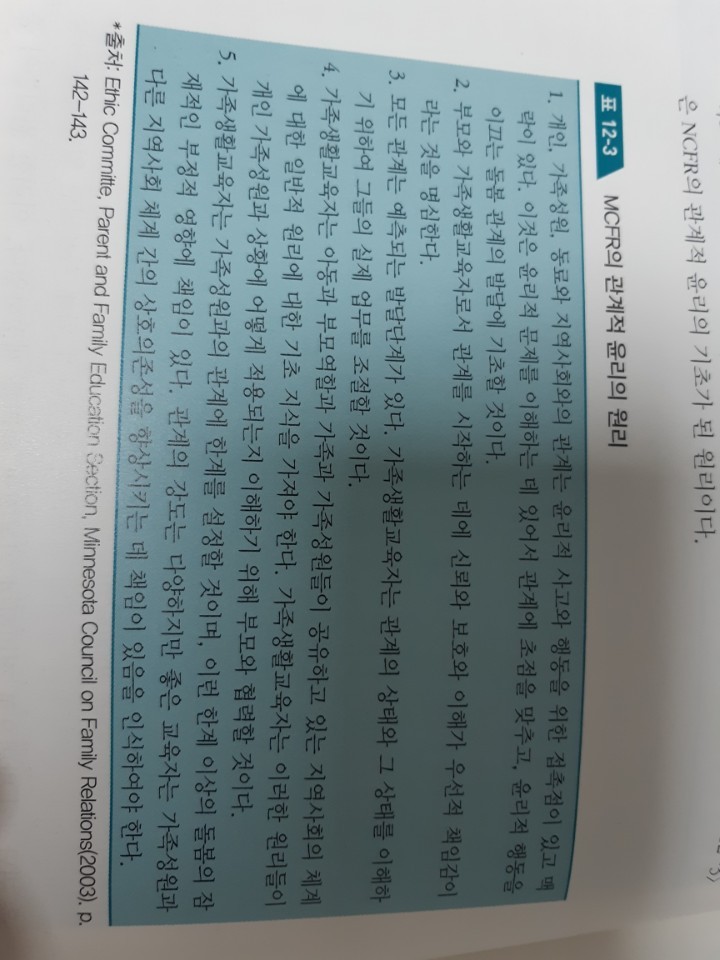 은 NCFR의 관계적 윤리의 기초가 된 원리이다.
표 12-3 MCFR의 관계적 윤리의 원리
1. 개인, 가족성원, 동료와 지역사회와의 관계는 윤리적 사고와 행동을 위한 접촉점이 있고 맥
락이 있다. 이것은 윤리적 문제를 이해하는 데 있어서 관계에 초점을 맞추고, 윤리적 행동을
이끄는 돌봄 관계의 발달에 기초할 것이다.
2. 부모와 가족생활교육자로서 관계를 시작하는 데에 신뢰와 보호와 이해가 우선적 책임감이
라는 것을 명심한다.
3. 모든 관계는 예측되는 발달단계가 있다. 가족생활교육자는 관계의 상태와 그 상태를 이해하
기 위하여 그들의 실제 업무를 조절할 것이다.
4. 가족생활교육자는 아동과 부모역할과 가족과 가족성원들이 공유하고 있는 지역사회의 체계
에 대한 일반적 원리에 대한 기초 지식을 가져야 한다. 가족생활교육자는 이러한 원리들이
개인 가족성원과 상황에 어떻게 적용되는지 이해하기 위해 부모와 협력할 것이다.
5. 가족생활교육자는 가족성원과의 관계에 한계를 설정할 것이며, 이런 한계 이상의 돌봄의 잠
재적인 부정적 영향에 책임이 있다. 관계의 강도는 다양하지만 좋은 교육자는 가족성원과
다른 지역사회 체계 간의 상호의존성을 향상시키는 데 책임이 있음을 인식하여야 한다.
*출처: Ethic Committe, Parent and Family Education Section, Minnesota Council on Family Relations(2003). p.
142-143.